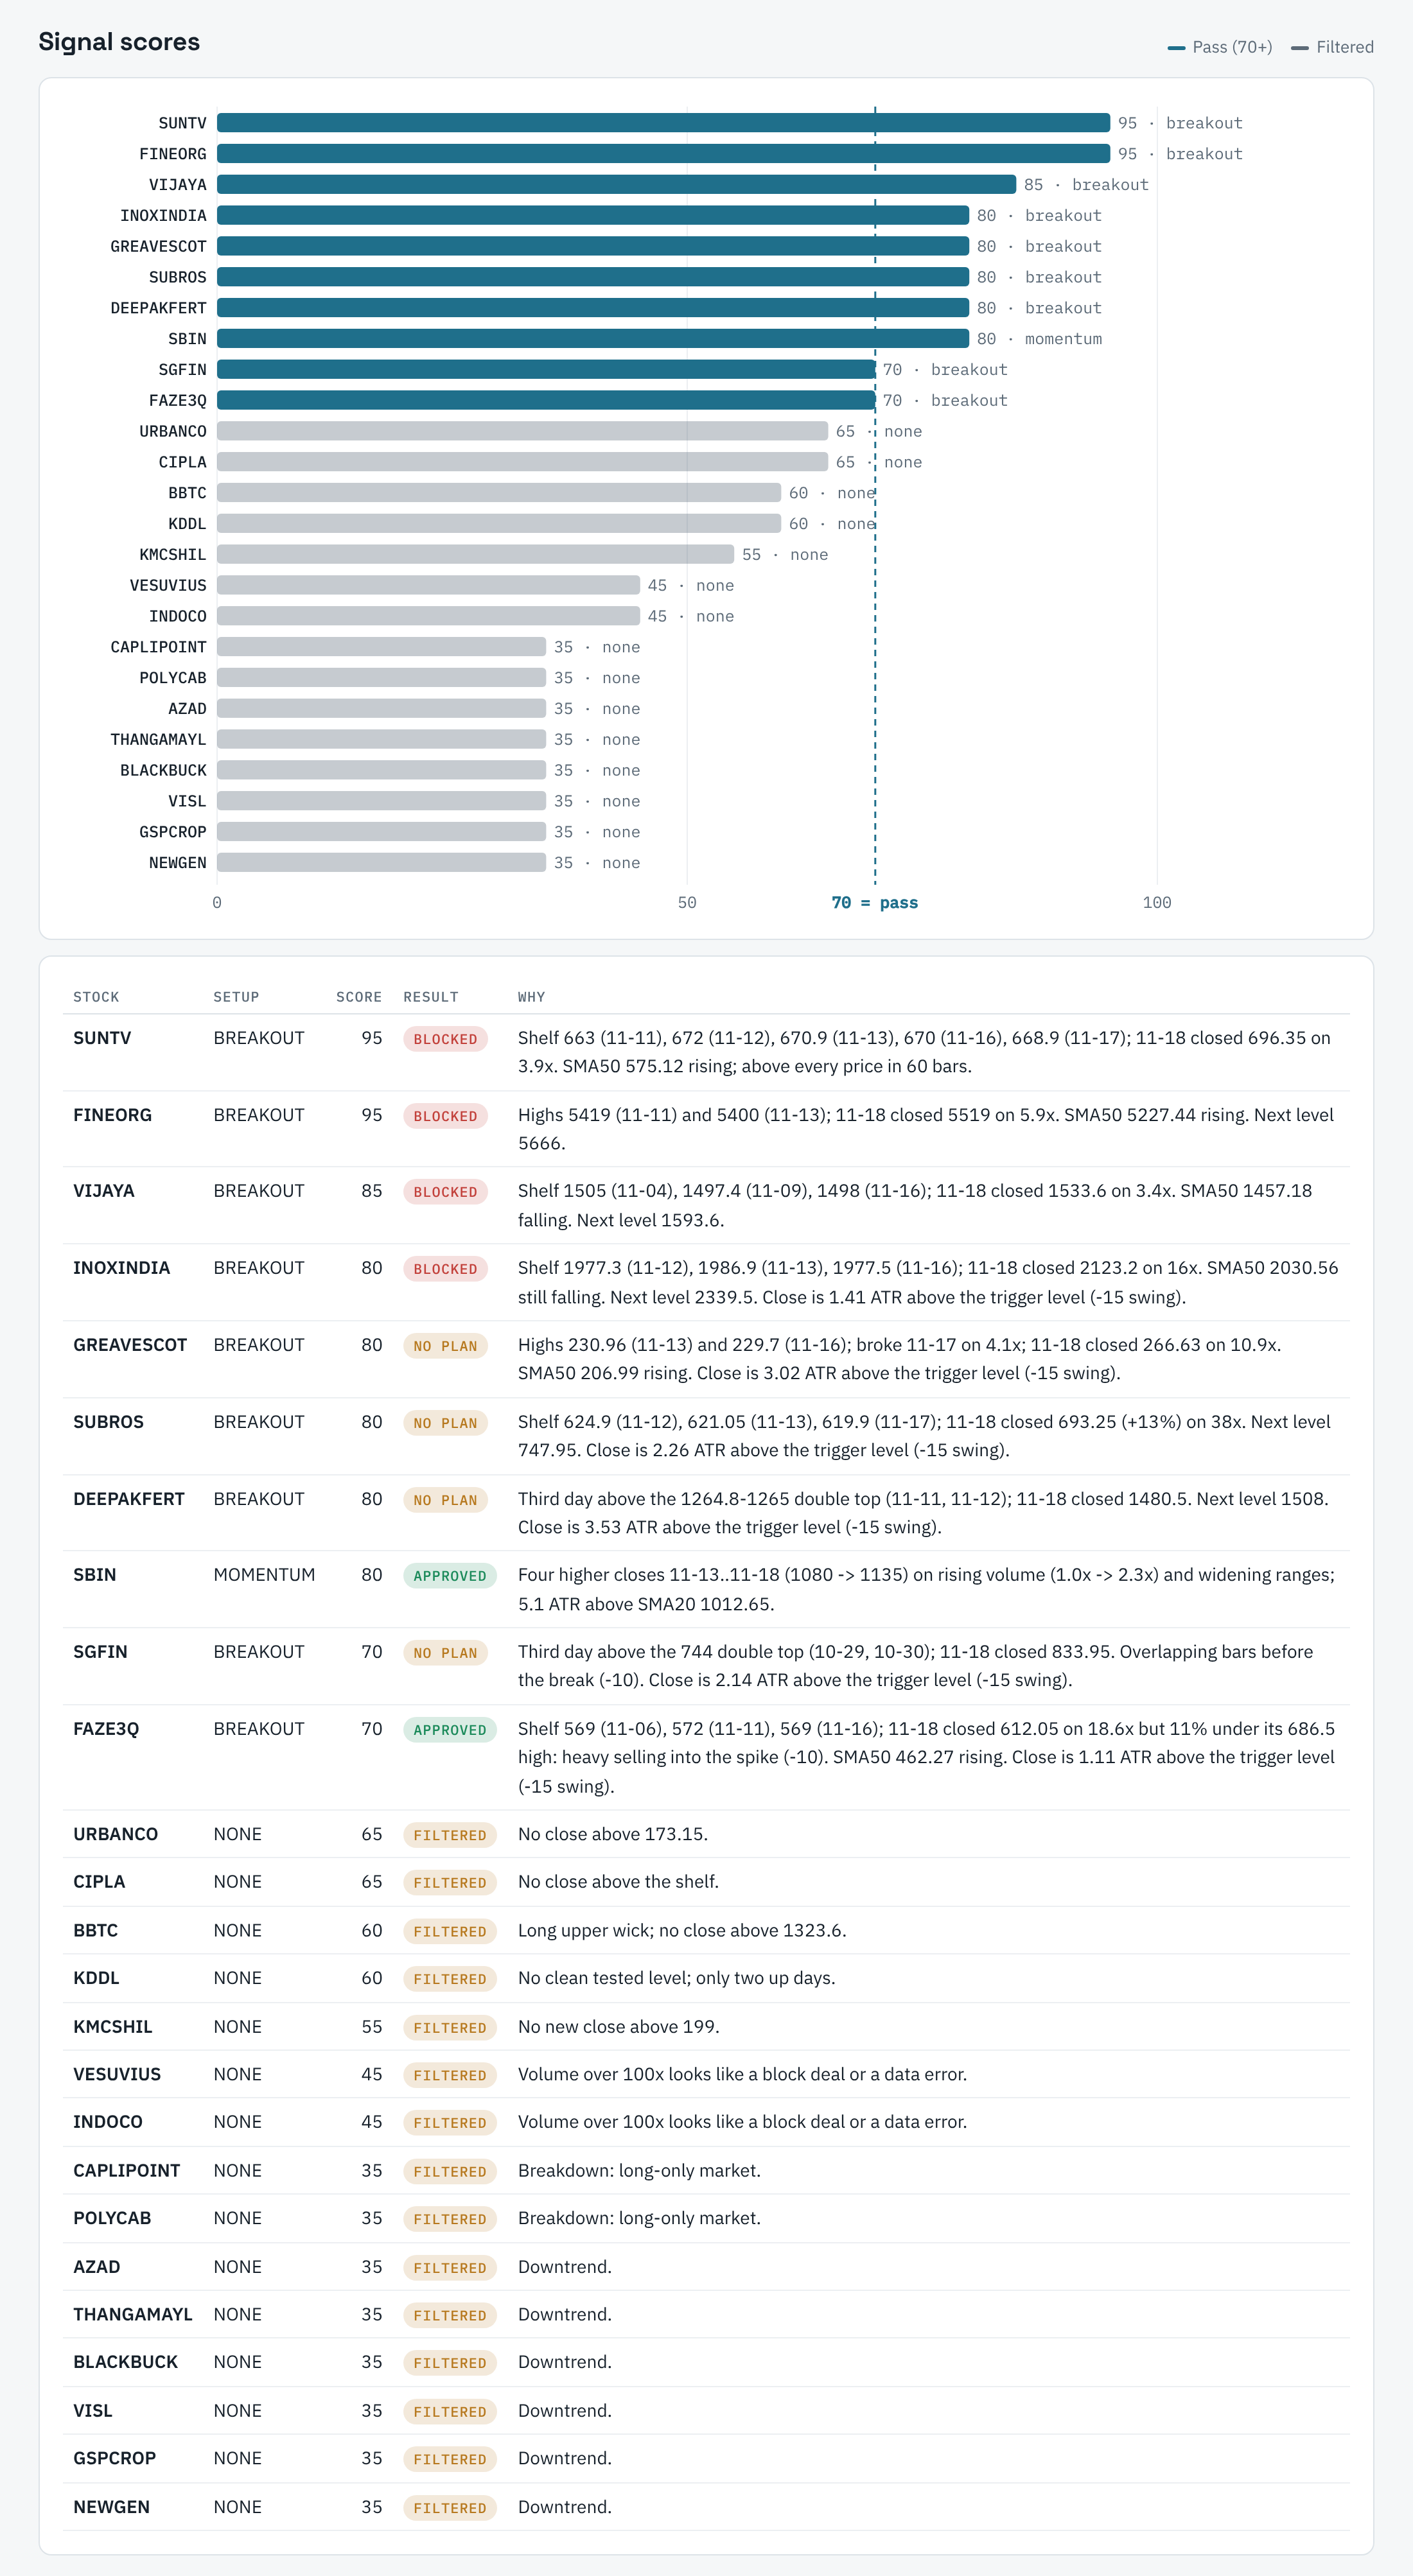 Signal scores
Pass (70+) Filtered
SUNTV 95 · breakout
FINEORG 95 · breakout
VIJAYA 85 · breakout
INOXINDIA 80 · breakout
GREAVESCOT 80 · breakout
SUBROS 80 · breakout
DEEPAKFERT 80 · breakout
SBIN 80 · momentum
SGFIN 70 · breakout
FAZE3Q 70 · breakout
URBANCO 65 · none
CIPLA 65 · none
BBTC 60 · none
KDDL 60 · none
KMCSHIL 55 · none
VESUVIUS 45 · none
INDOCO 45 · none
CAPLIPOINT 35 · none
POLYCAB 35 · none
AZAD 35 · none
THANGAMAYL 35 · none
BLACKBUCK 35 · none
VISL 35 · none
GSPCROP 35 · none
NEWGEN 35 · none
0 50 70 = pass 100
STOCK SETUP SCORE RESULT WHY
SUNTV BREAKOUT 95 BLOCKED Shelf 663 (11-11), 672 (11-12), 670.9 (11-13), 670 (11-16), 668.9 (11-17); 11-18 closed 696.35 on
3.9x. SMA50 575.12 rising; above every price in 60 bars.
FINEORG BREAKOUT 95 BLOCKED Highs 5419 (11-11) and 5400 (11-13); 11-18 closed 5519 on 5.9x. SMA50 5227.44 rising. Next level
5666.
VIJAYA BREAKOUT 85 BLOCKED Shelf 1505 (11-04), 1497.4 (11-09), 1498 (11-16); 11-18 closed 1533.6 on 3.4x. SMA50 1457.18
falling. Next level 1593.6.
INOXINDIA BREAKOUT 80 BLOCKED Shelf 1977.3 (11-12), 1986.9 (11-13), 1977.5 (11-16); 11-18 closed 2123.2 on 16x. SMA50 2030.56
still falling. Next level 2339.5. Close is 1.41 ATR above the trigger level (-15 swing).
GREAVESCOT BREAKOUT 80 NO PLAN Highs 230.96 (11-13) and 229.7 (11-16); broke 11-17 on 4.1x; 11-18 closed 266.63 on 10.9x.
SMA50 206.99 rising. Close is 3.02 ATR above the trigger level (-15 swing).
SUBROS BREAKOUT 80 NO PLAN Shelf 624.9 (11-12), 621.05 (11-13), 619.9 (11-17); 11-18 closed 693.25 (+13%) on 38x. Next level
747.95. Close is 2.26 ATR above the trigger level (-15 swing).
DEEPAKFERT BREAKOUT 80 NO PLAN Third day above the 1264.8-1265 double top (11-11, 11-12); 11-18 closed 1480.5. Next level 1508.
Close is 3.53 ATR above the trigger level (-15 swing).
SBIN MOMENTUM 80 APPROVED Four higher closes 11-13..11-18 (1080 -> 1135) on rising volume (1.0x -> 2.3x) and widening ranges;
5.1 ATR above SMA20 1012.65.
SGFIN BREAKOUT 70 NO PLAN Third day above the 744 double top (10-29, 10-30); 11-18 closed 833.95. Overlapping bars before
the break (-10). Close is 2.14 ATR above the trigger level (-15 swing).
FAZE3Q BREAKOUT 70 APPROVED Shelf 569 (11-06), 572 (11-11), 569 (11-16); 11-18 closed 612.05 on 18.6x but 11% under its 686.5
high: heavy selling into the spike (-10). SMA50 462.27 rising. Close is 1.11 ATR above the trigger level
(-15 swing).
URBANCO NONE 65 FILTERED No close above 173.15.
CIPLA NONE 65 FILTERED No close above the shelf.
BBTC NONE 60 FILTERED Long upper wick; no close above 1323.6.
KDDL NONE 60 FILTERED No clean tested level; only two up days.
KMCSHIL NONE 55 FILTERED No new close above 199.
VESUVIUS NONE 45 FILTERED Volume over 100x looks like a block deal or a data error.
INDOCO NONE 45 FILTERED Volume over 100x looks like a block deal or a data error.
CAPLIPOINT NONE 35 FILTERED Breakdown: long-only market.
POLYCAB NONE 35 FILTERED Breakdown: long-only market.
AZAD NONE 35 FILTERED Downtrend.
THANGAMAYL NONE 35 FILTERED Downtrend.
BLACKBUCK NONE 35 FILTERED Downtrend.
VISL NONE 35 FILTERED Downtrend.
GSPCROP NONE 35 FILTERED Downtrend.
NEWGEN NONE 35 FILTERED Downtrend.